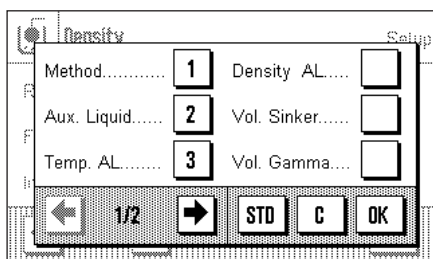 Density
Setup
Method............ 1 Density AL.....
Aux. Liquid...... 2 Vol. Sinker.......
Temp. AL........ 3 Vol. Gamma....
1/2 STD C OK